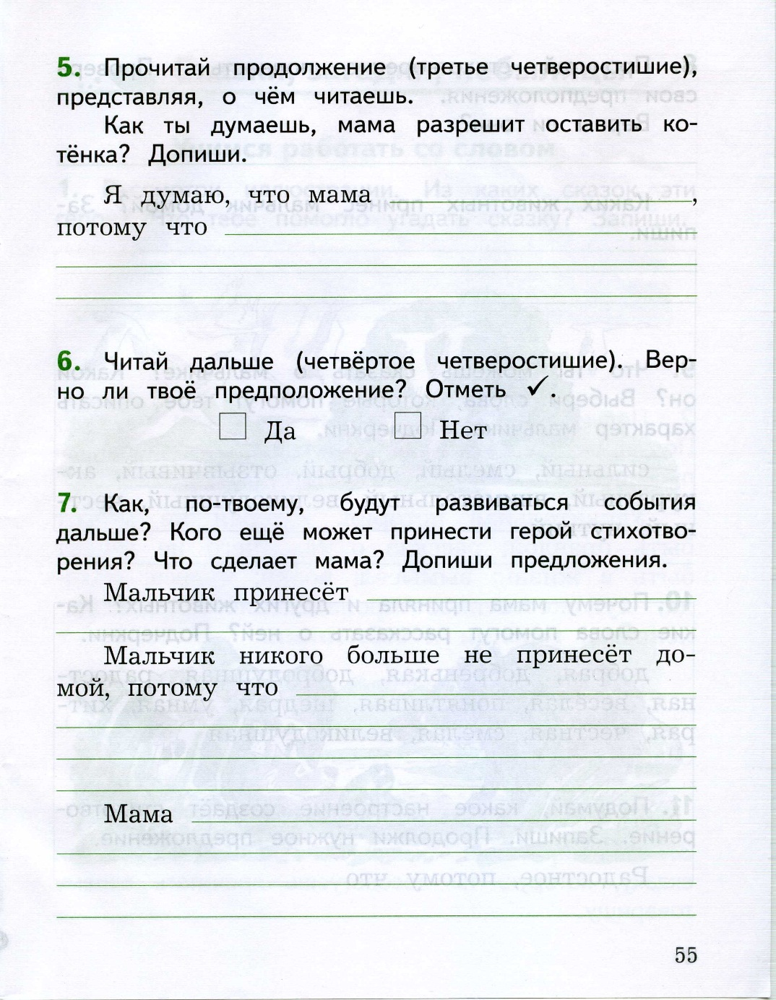 5. Прочитай продолжение (третье четверостишие),
представляя, о чём читаешь.
Как ты думаешь, мама разрешит оставить ко-
тёнка? Допиши.
Я думаю, что мама ,
потому что
6. Читай дальше (четвёртое четверостишие). Вер-
но ли твоё предположение? Отметь ✓.
Да Нет
7. Как, по-твоему, будут развиваться события
дальше? Кого ещё может принести герой стихотво-
рения? Что сделает мама? Допиши предложения.
Мальчик принесёт
Мальчик никого больше не принесёт до-
мой, потому что
Мама
55